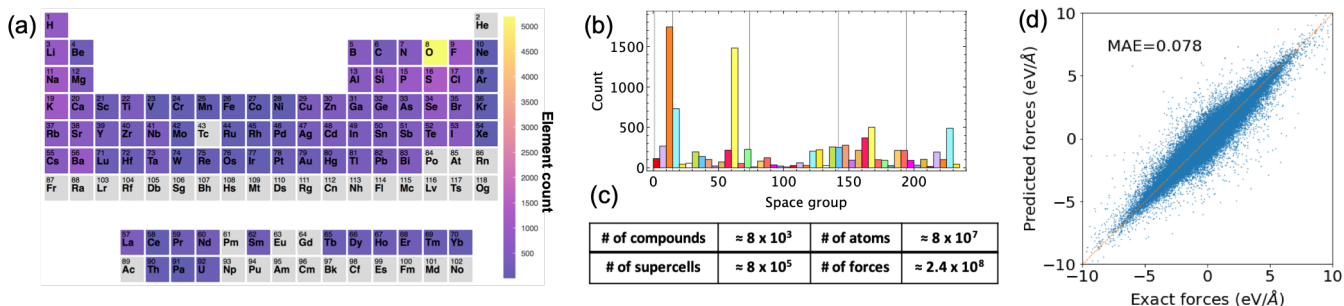 (a)
1 2
H He
3 4 5 6 7 8 9 10
Li Be B C N O F Ne
11 12 13 14 15 16 17 18
Na Mg Al Si P S Cl Ar
19 20 21 22 23 24 25 26 27 28 29 30 31 32 33 34 35 36
K Ca Sc Ti V Cr Mn Fe Co Ni Cu Zn Ga Ge As Se Br Kr
37 38 39 40 41 42 43 44 45 46 47 48 49 50 51 52 53 54
Rb Sr Y Zr Nb Mo Tc Ru Rh Pd Ag Cd In Sn Sb Te I Xe
55 56 71 72 73 74 75 76 77 78 79 80 81 82 83 84 85 86
Cs Ba Lu Hf Ta W Re Os Ir Pt Au Hg Tl Pb Bi Po At Rn
87 88 103 104 105 106 107 108 109 110 111 112 113 114 115 116 117 118
Fr Ra Lr Rf Db Sg Bh Hs Mt Ds Rg Cn Nh Fl Mc Lv Ts Og
57 58 59 60 61 62 63 64 65 66 67 68 69 70
La Ce Pr Nd Pm Sm Eu Gd Tb Dy Ho Er Tm Yb
89 90 91 92 93 94 95 96 97 98 99 100 101 102
Ac Th Pa U Np Pu Am Cm Bk Cf Es Fm Md No
5000
4500
4000
3500
3000
2500
2000
1500
1000
500
Element count
(b)
Count
1500
1000
500
0
0 50 100 150 200
Space group
(c)
# of compounds ≈ 8 x 10³ # of atoms ≈ 8 x 10⁷
# of supercells ≈ 8 x 10⁵ # of forces ≈ 2.4 x 10⁸
(d)
MAE=0.078
Predicted forces (eV/Å)
10
5
0
−5
−10
−10 −5 0 5 10
Exact forces (eV/Å)